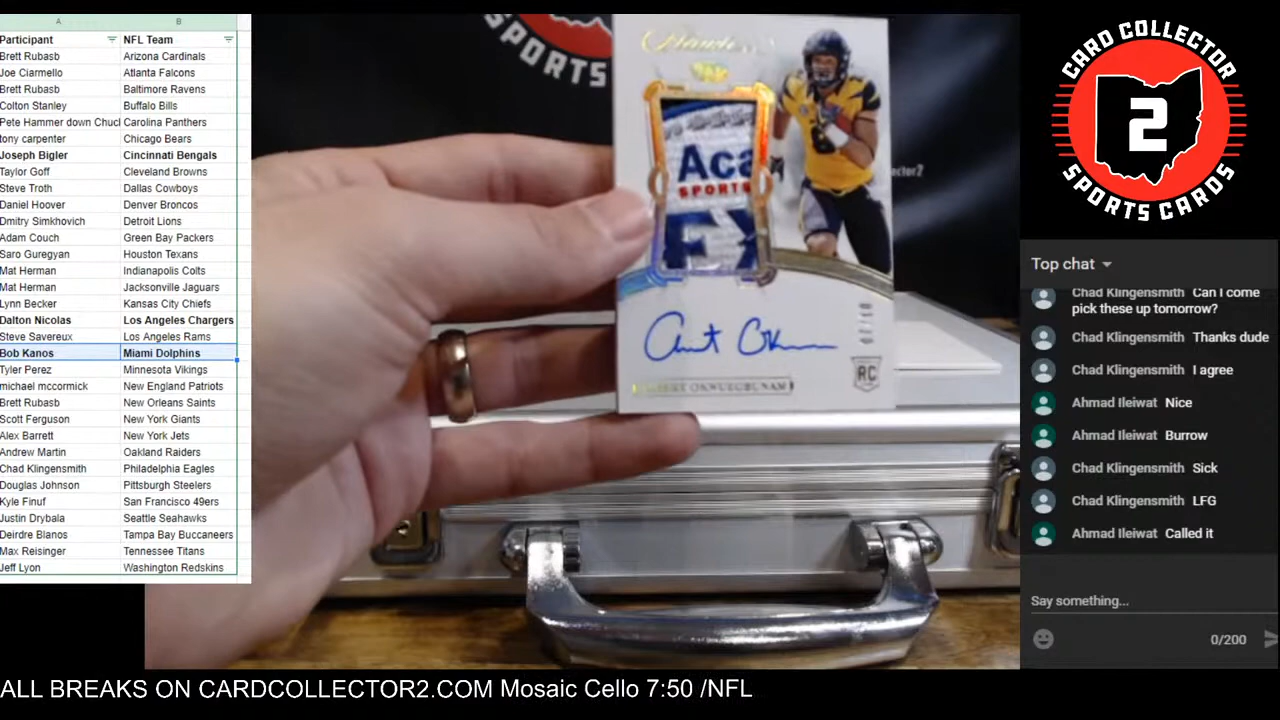 Participant NFL Team
Brett Rubasb Arizona Cardinals
Joe Ciarmello Atlanta Falcons
Brett Rubasb Baltimore Ravens
Colton Stanley Buffalo Bills
Pete Hammer down Chucl Carolina Panthers
tony carpenter Chicago Bears
Joseph Bigler Cincinnati Bengals
Taylor Goff Cleveland Browns
Steve Troth Dallas Cowboys
Daniel Hoover Denver Broncos
Dmitry Simkhovich Detroit Lions
Adam Couch Green Bay Packers
Saro Guregyan Houston Texans
Mat Herman Indianapolis Colts
Mat Herman Jacksonville Jaguars
Lynn Becker Kansas City Chiefs
Dalton Nicolas Los Angeles Chargers
Steve Savereux Los Angeles Rams
Bob Kanos Miami Dolphins
Tyler Perez Minnesota Vikings
michael mccormick New England Patriots
Brett Rubasb New Orleans Saints
Scott Ferguson New York Giants
Alex Barrett New York Jets
Andrew Martin Oakland Raiders
Chad Klingensmith Philadelphia Eagles
Douglas Johnson Pittsburgh Steelers
Kyle Finuf San Francisco 49ers
Justin Drybala Seattle Seahawks
Deirdre Blanos Tampa Bay Buccaneers
Max Reisinger Tennessee Titans
Jeff Lyon Washington Redskins
A B
SPORTS
Aca
SPORTS
RC
ector2
CARD COLLECTOR
2
SPORTS CARDS
Top chat
Chad Klingensmith Can I come
pick these up tomorrow?
Chad Klingensmith Thanks dude
Chad Klingensmith I agree
Ahmad Ileiwat Nice
Ahmad Ileiwat Burrow
Chad Klingensmith Sick
Chad Klingensmith LFG
Ahmad Ileiwat Called it
Say something...
0/200
ALL BREAKS ON CARDCOLLECTOR2.COM Mosaic Cello 7:50 /NFL